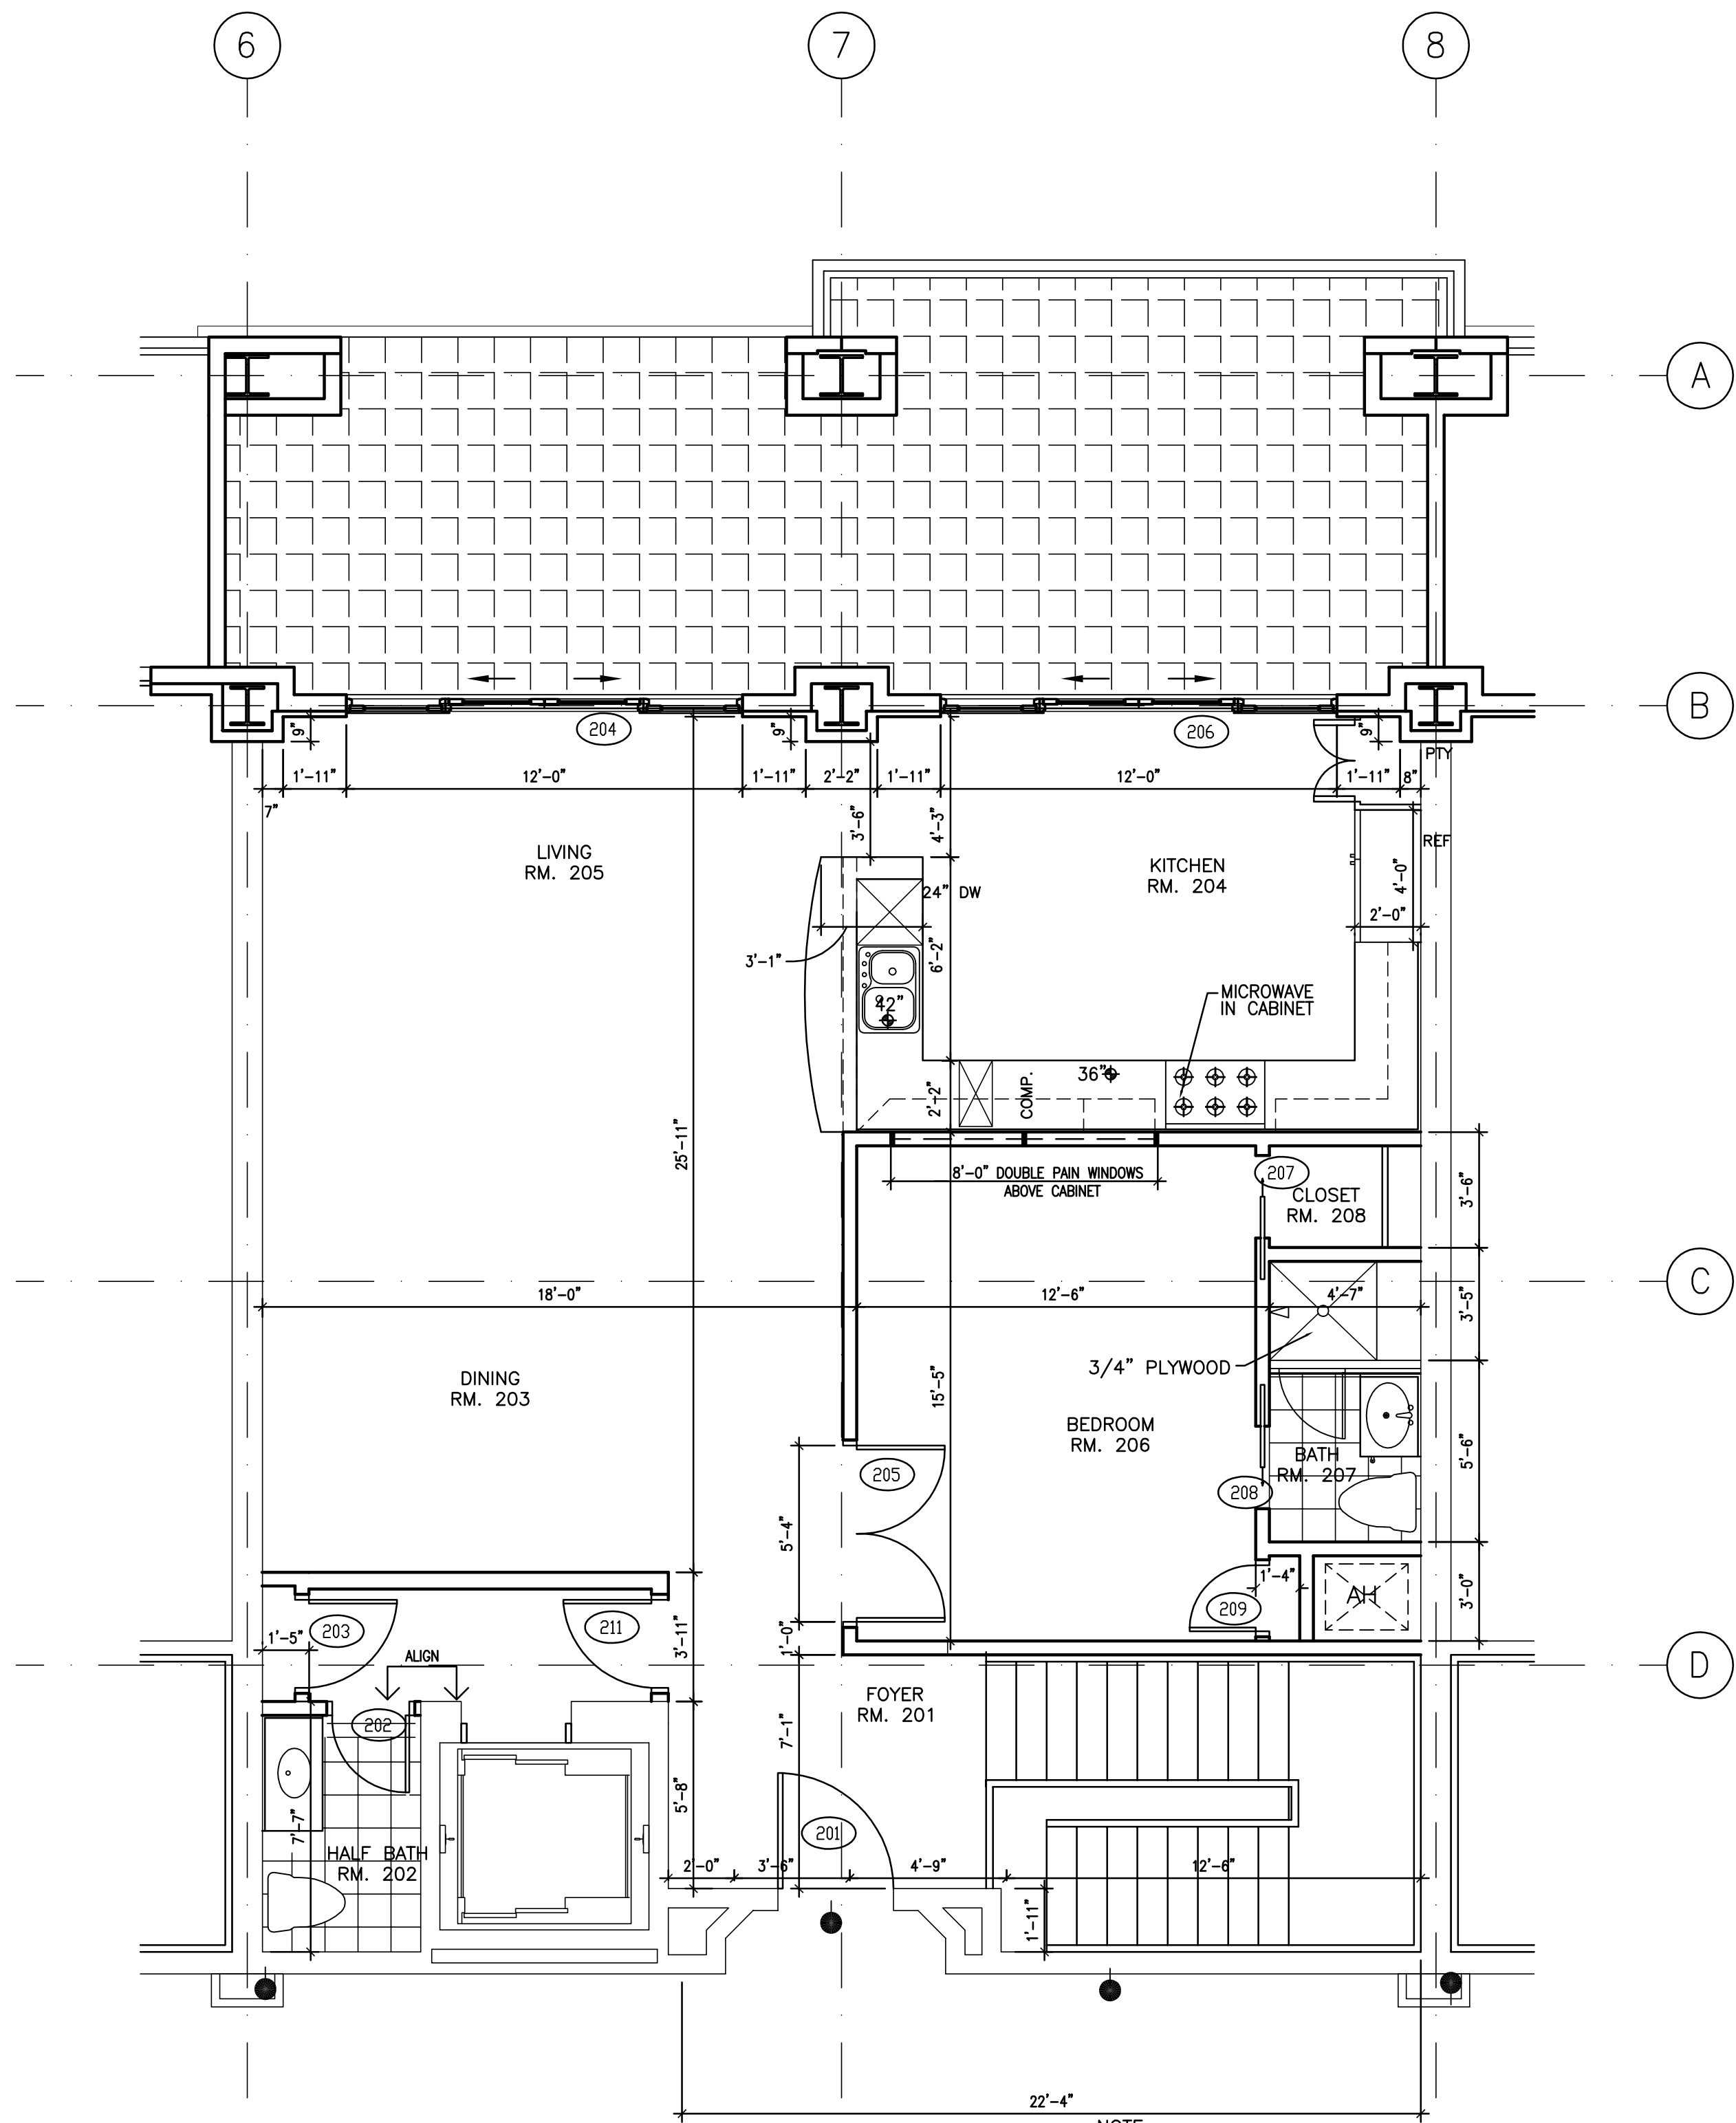 6
7
8
A
B
204
206
9"
9"
9"
PTY
1'-11"
12'-0"
1'-11"
2'-2"
1'-11"
12'-0"
1'-11"
8"
7"
3'-6"
4'-3"
LIVING
RM. 205
KITCHEN
RM. 204
REF
4'-0"
24" DW
2'-0"
3'-1"
6'-2"
42"
MICROWAVE
IN CABINET
36"
COMP.
2'-2"
25'-11"
8'-0" DOUBLE PAIN WINDOWS
ABOVE CABINET
207
CLOSET
RM. 208
3'-6"
C
18'-0"
12'-6"
4'-7"
3'-5"
3/4" PLYWOOD
DINING
RM. 203
15'-5"
BEDROOM
RM. 206
BATH
RM. 207
5'-6"
205
208
5'-4"
1'-4"
AH
3'-0"
209
203
211
1'-5"
ALIGN
3'-11"
1'-0"
D
202
FOYER
RM. 201
7'-1"
5'-8"
201
7'-7"
HALF BATH
RM. 202
2'-0"
3'-6"
4'-9"
12'-6"
1'-11"
22'-4"